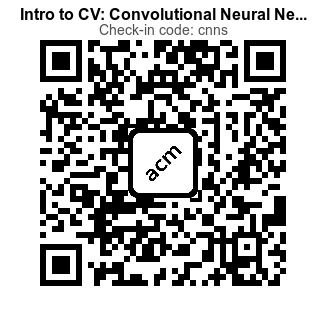 Intro to CV: Convolutional Neural Ne...
Check-in code: cnns
acm